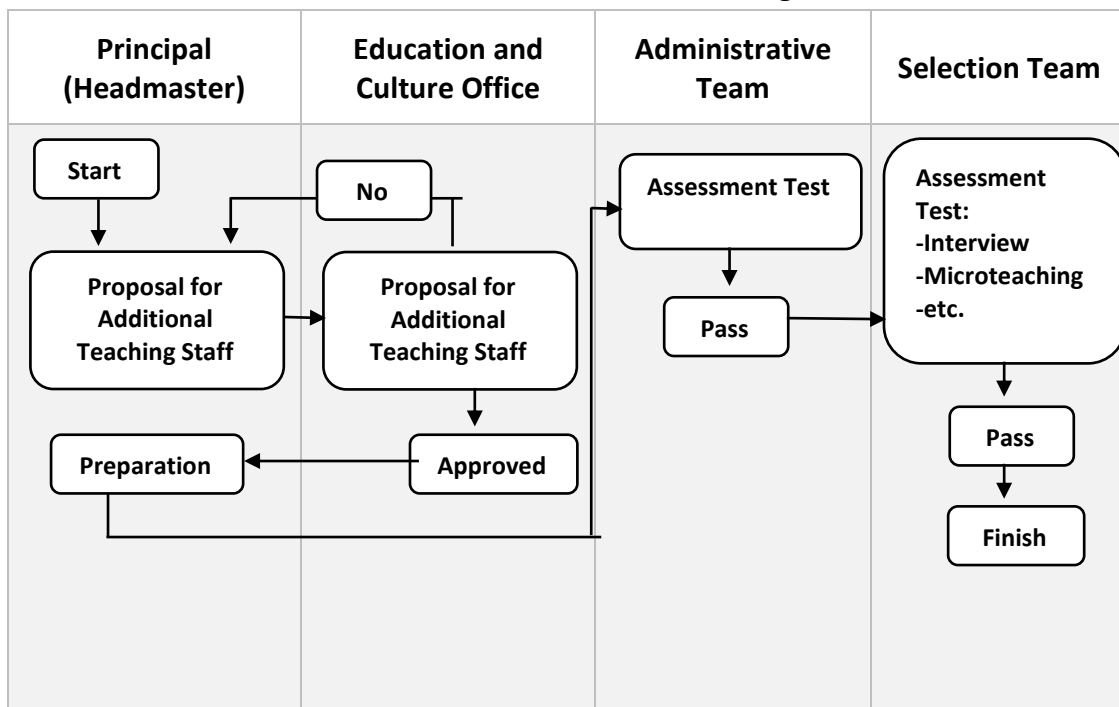 Principal
(Headmaster)
Education and
Culture Office
Administrative
Team
Selection Team
Start
No
Proposal for
Additional
Teaching Staff
Proposal for
Additional
Teaching Staff
Preparation
Approved
Assessment Test
Pass
Assessment
Test:
-Interview
-Microteaching
-etc.
Pass
Finish